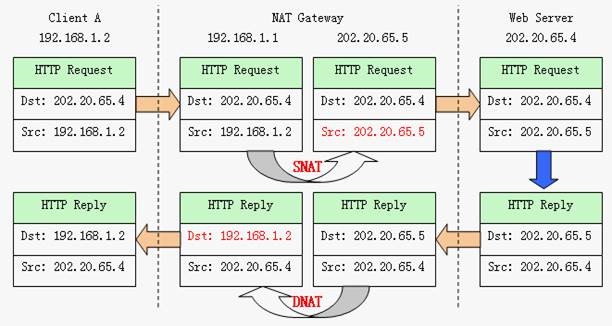 Client A
NAT Gateway
Web Server
192.168.1.2
192.168.1.1
202.20.65.5
202.20.65.4
HTTP Request
HTTP Request
HTTP Request
HTTP Request
Dst: 202.20.65.4
Dst: 202.20.65.4
Dst: 202.20.65.4
Dst: 202.20.65.4
Src: 192.168.1.2
Src: 192.168.1.2
Src: 202.20.65.5
Src: 202.20.65.5
SNAT
HTTP Reply
HTTP Reply
HTTP Reply
HTTP Reply
Dst: 192.168.1.2
Dst: 192.168.1.2
Dst: 202.20.65.5
Dst: 202.20.65.5
Src: 202.20.65.4
Src: 202.20.65.4
Src: 202.20.65.4
Src: 202.20.65.4
DNAT